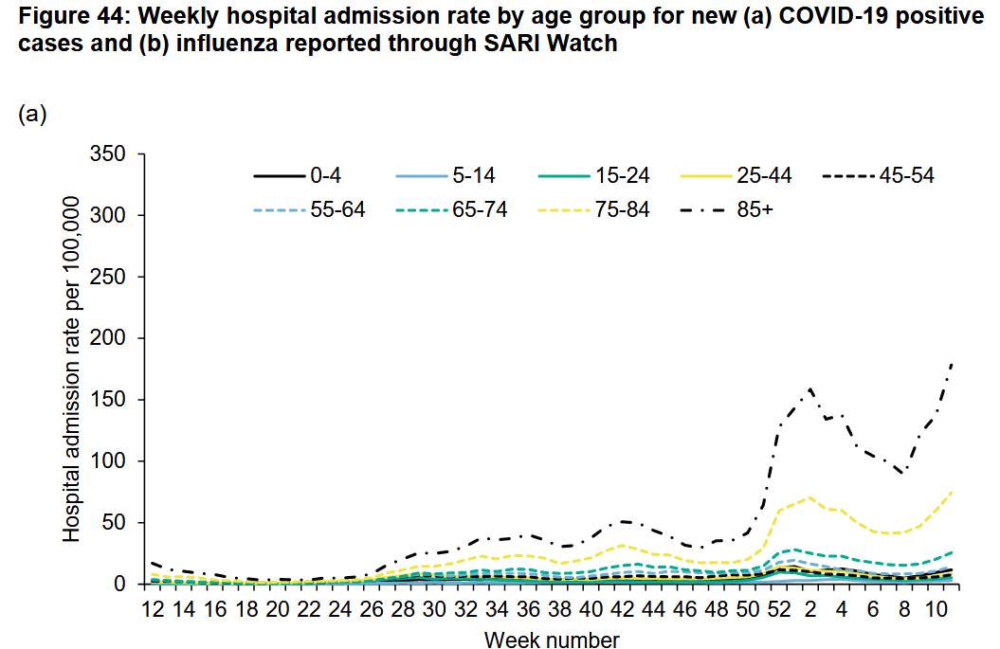 Figure 44: Weekly hospital admission rate by age group for new (a) COVID-19 positive
cases and (b) influenza reported through SARI Watch
(a)
Hospital admission rate per 100,000
350
300
250
200
150
100
50
0
0-4 5-14 15-24 25-44 45-54
55-64 65-74 75-84 85+
12 14 16 18 20 22 24 26 28 30 32 34 36 38 40 42 44 46 48 50 52 2 4 6 8 10
Week number